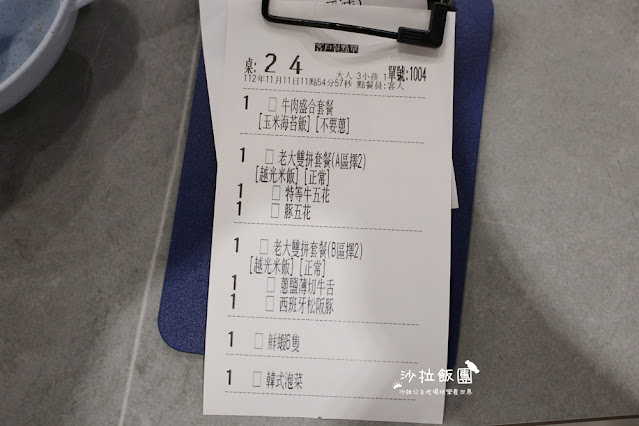 客戶對點單
桌: 24 單號:1004
大人 3小孩 1
112年11月11日11點54分57秒 點餐員:客人
1 □ 牛肉盛合套餐
[玉米海苔飯] [不要蔥]
1 □ 老大雙拼套餐(A區擇2)
[越光米飯] [正常]
1 □ 特等牛五花
1 □ 豚五花
1 □ 老大雙拼套餐(B區擇2)
[越光米飯] [正常]
1 □ 蔥鹽薄切牛舌
1 □ 西班牙松阪豚
1 □ 鮮蝦6隻
1 □ 韓式泡菜
沙拉飯團